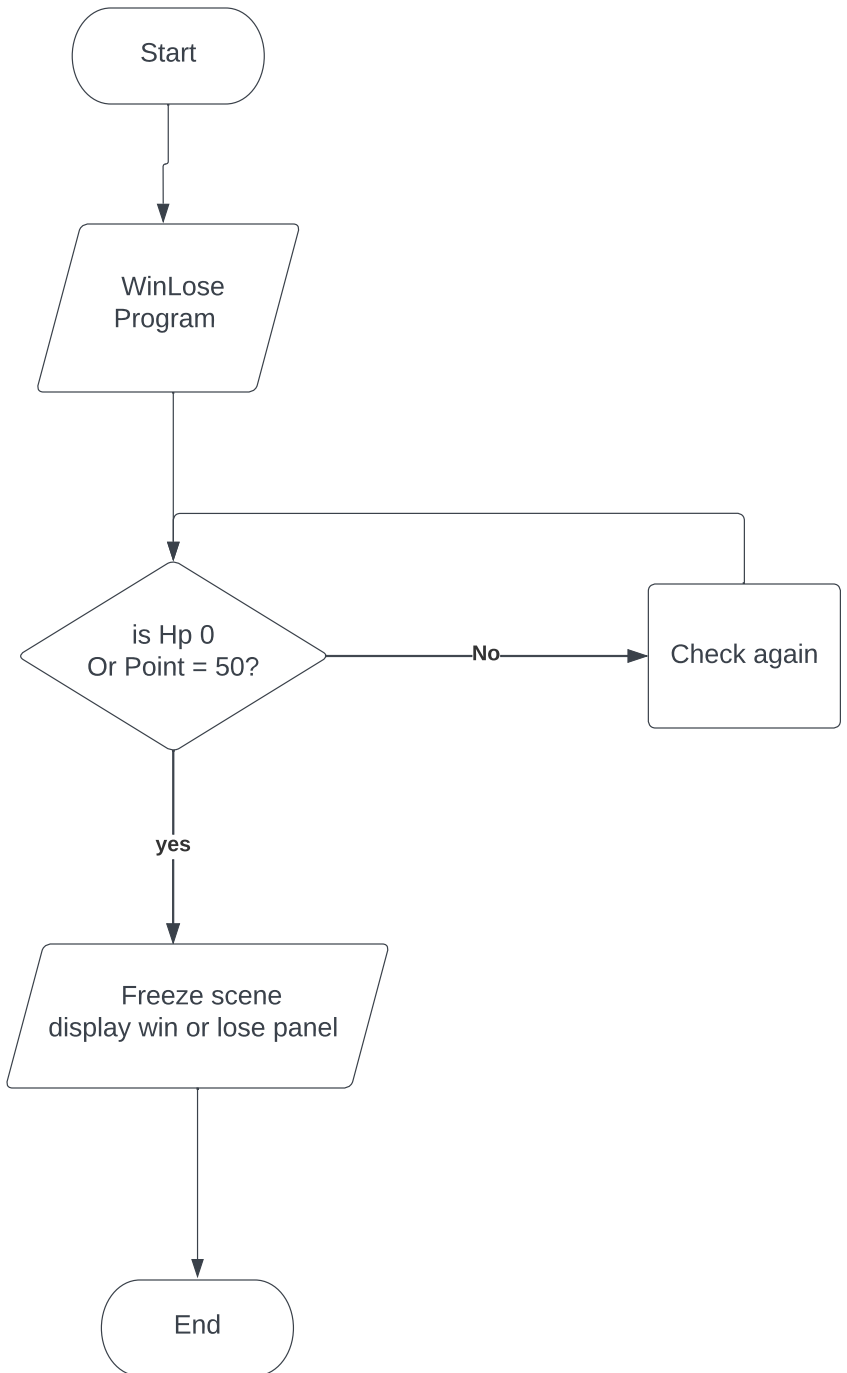 Start
WinLose
Program
is Hp 0
Or Point = 50?
No
Check again
yes
Freeze scene
display win or lose panel
End